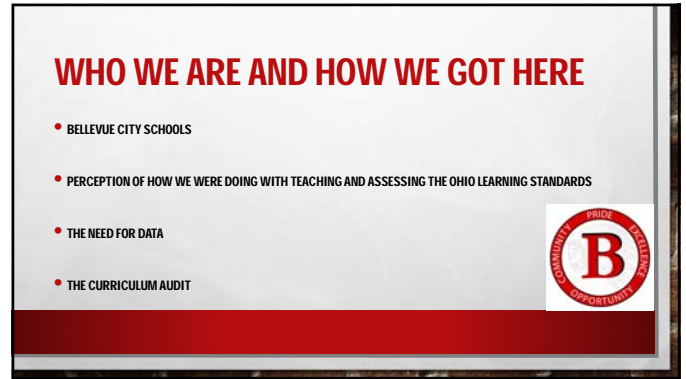 WHO WE ARE AND HOW WE GOT HERE
• BELLEVUE CITY SCHOOLS
• PERCEPTION OF HOW WE WERE DOING WITH TEACHING AND ASSESSING THE OHIO LEARNING STANDARDS
• THE NEED FOR DATA
• THE CURRICULUM AUDIT
COMMUNITY PRIDE EXCELLENCE
B
OPPORTUNITY